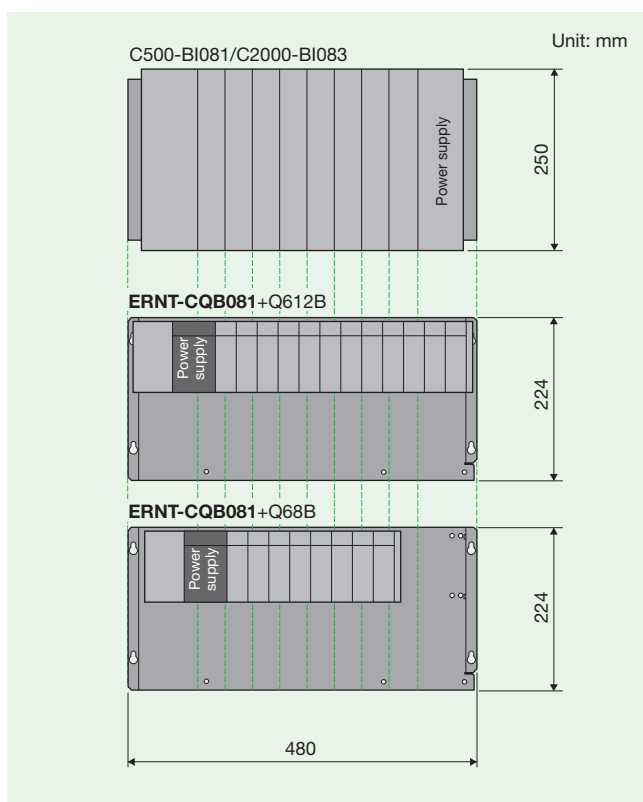 Unit: mm
C500-BI081/C2000-BI083
Power supply
250
ERNT-CQB081+Q612B
Power
supply
224
ERNT-CQB081+Q68B
Power
supply
224
480